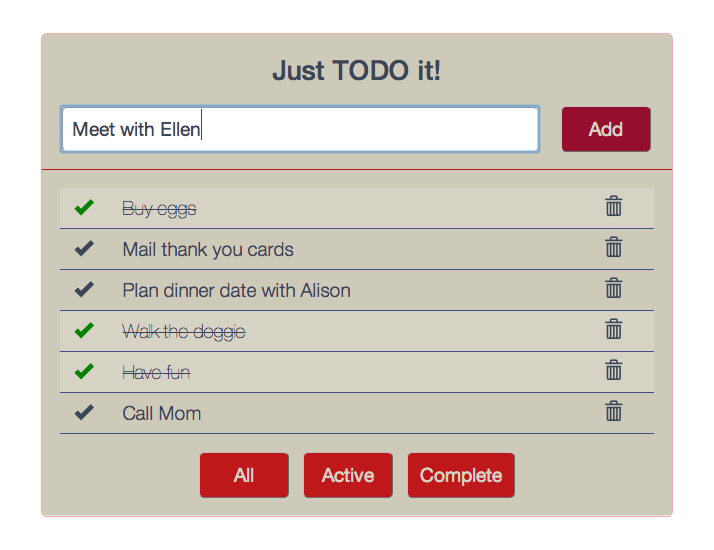 Just TODO it!
Meet with Ellen
Add
Buy eggs
Mail thank you cards
Plan dinner date with Alison
Walk the doggie
Have fun
Call Mom
All Active Complete